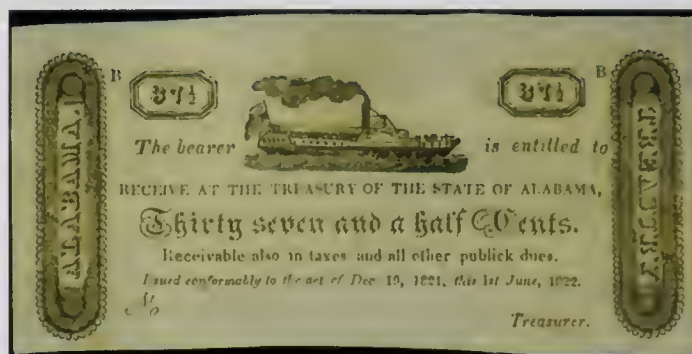 B 37½ 37½ B
The bearer is entitled to
RECEIVE AT THE TREASURY OF THE STATE OF ALABAMA,
Thirty seven and a half Cents.
Receivable also in taxes and all other publick dues.
Issued conformably to the act of Dec 19, 1821, this 1st June, 1822.
No
Treasurer.
ALABAMA
TREASURY